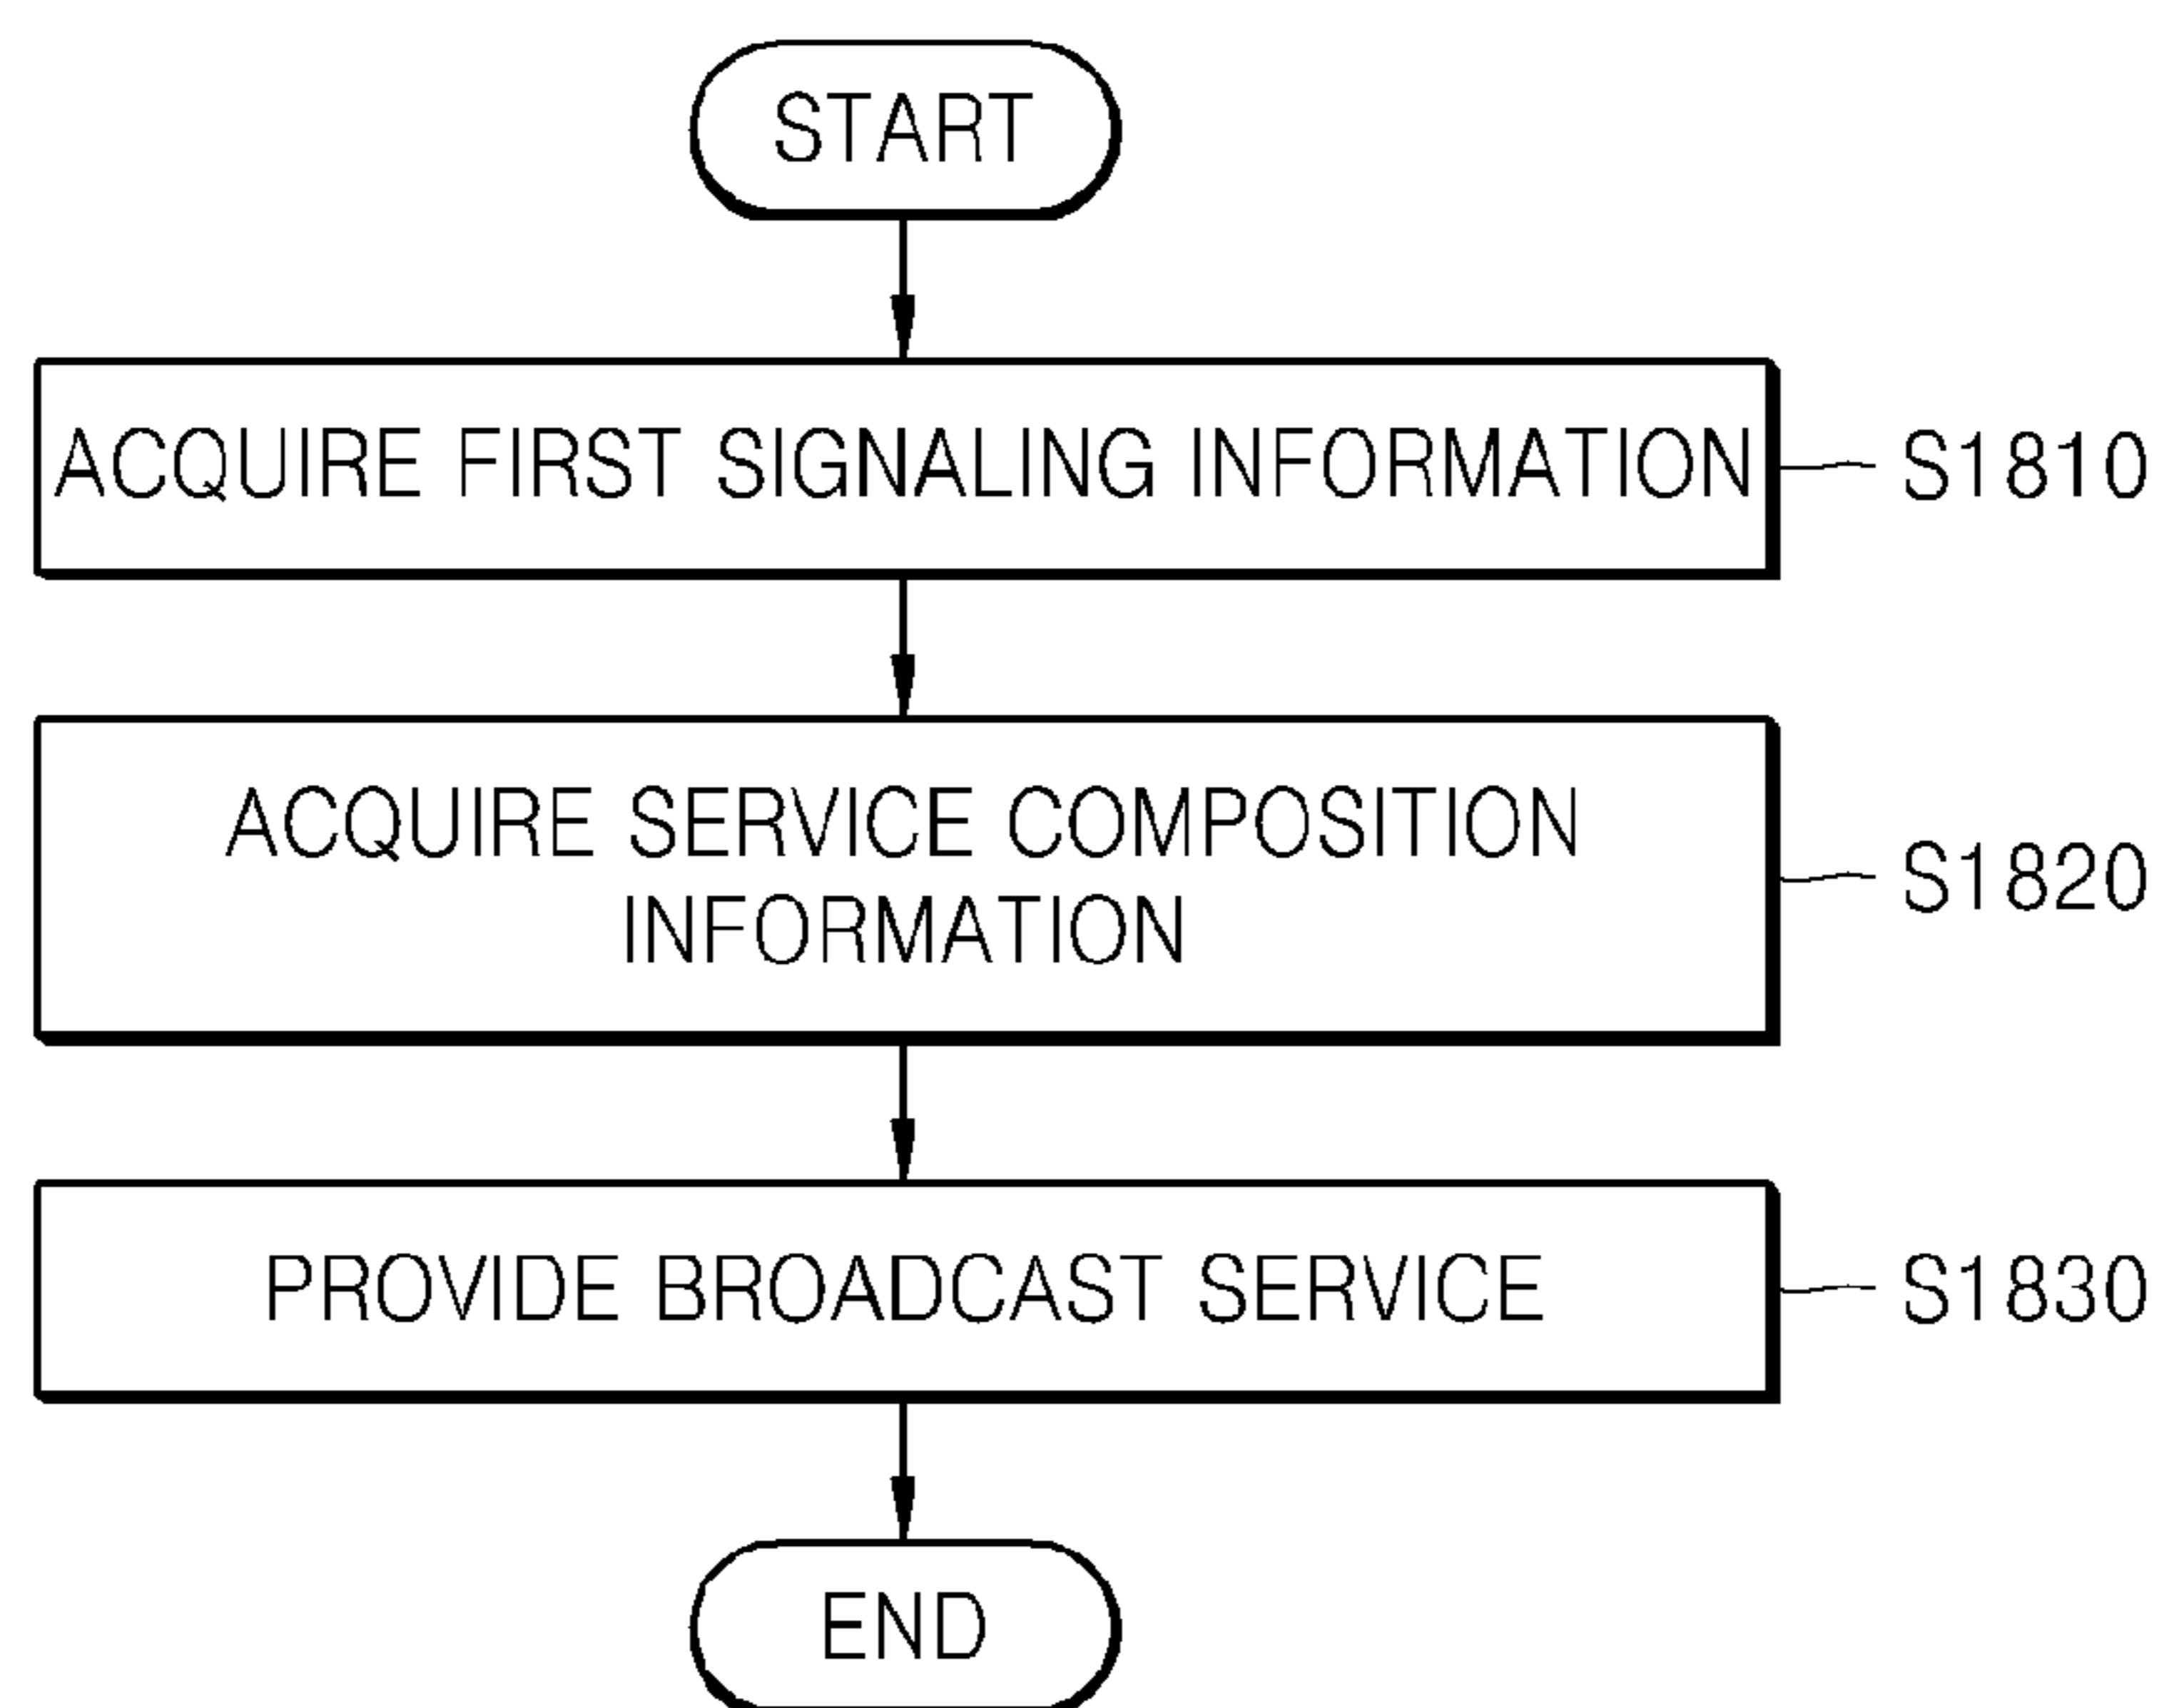 START
ACQUIRE FIRST SIGNALING INFORMATION
S1810
ACQUIRE SERVICE COMPOSITION
INFORMATION
S1820
PROVIDE BROADCAST SERVICE
S1830
END